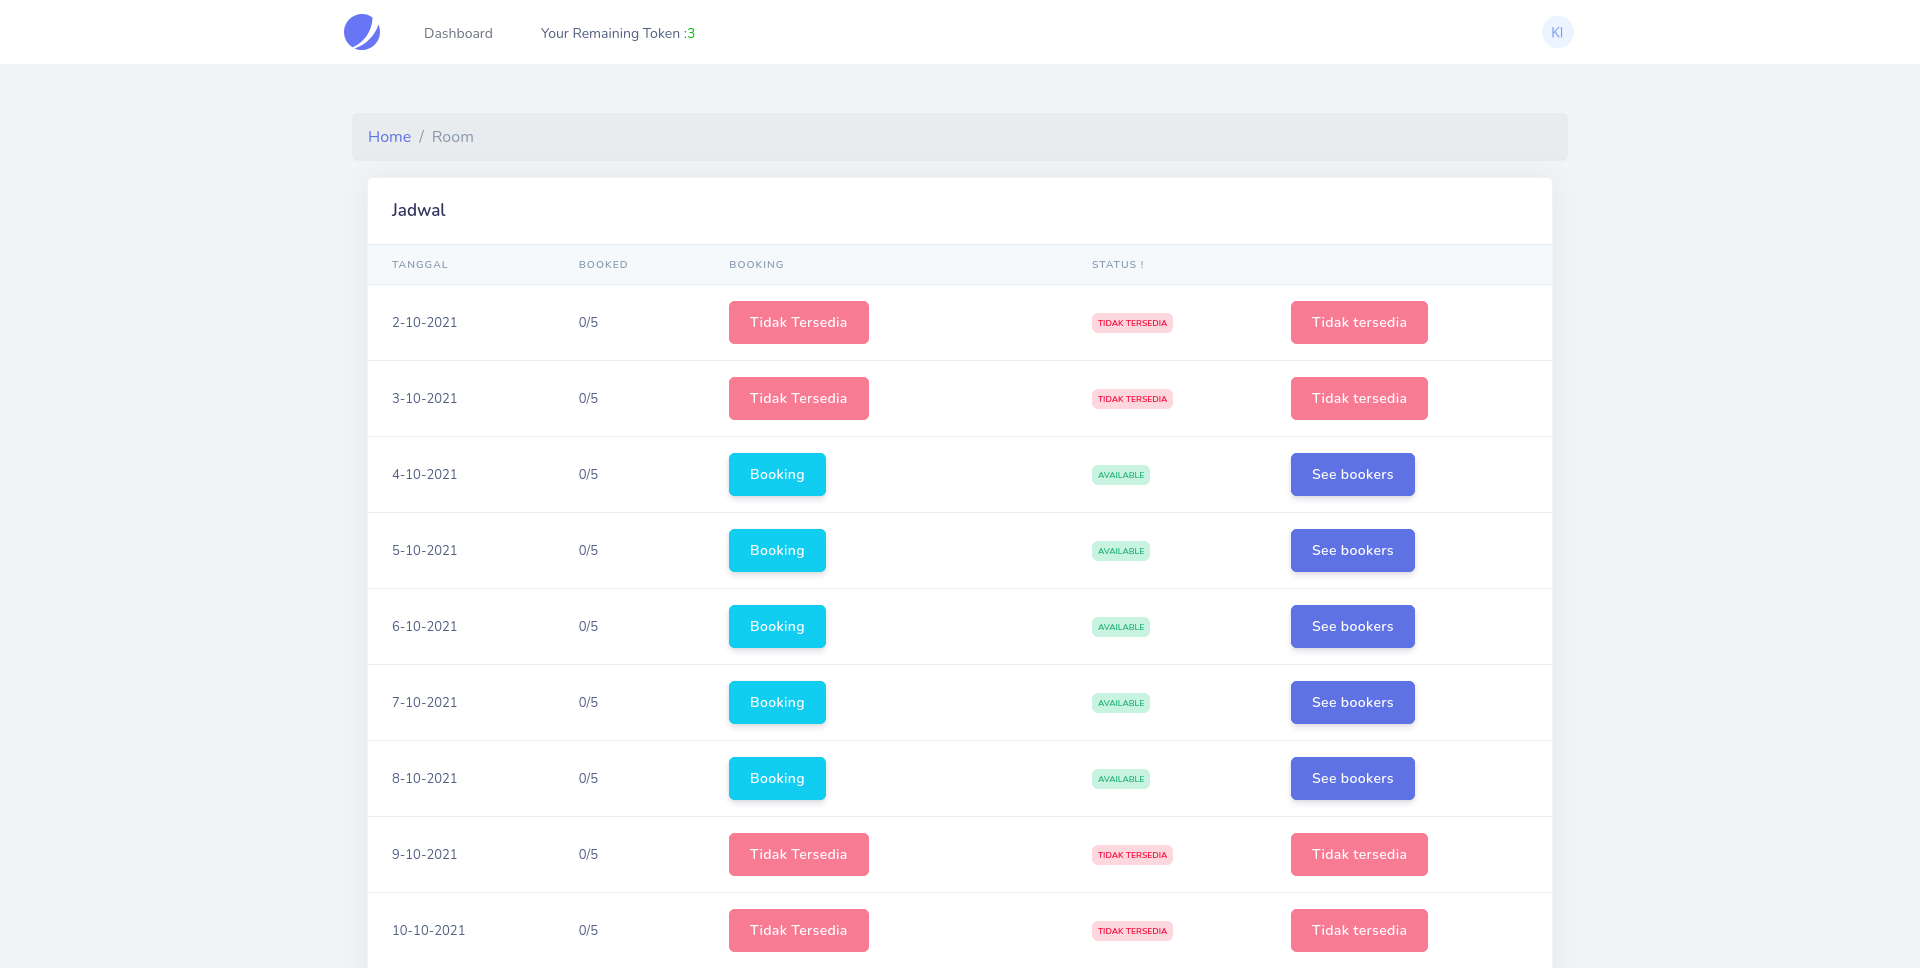 Dashboard Your Remaining Token :3 KI
Home / Room
Jadwal
TANGGAL BOOKED BOOKING STATUS !
2-10-2021 0/5 Tidak Tersedia TIDAK TERSEDIA Tidak tersedia
3-10-2021 0/5 Tidak Tersedia TIDAK TERSEDIA Tidak tersedia
4-10-2021 0/5 Booking AVAILABLE See bookers
5-10-2021 0/5 Booking AVAILABLE See bookers
6-10-2021 0/5 Booking AVAILABLE See bookers
7-10-2021 0/5 Booking AVAILABLE See bookers
8-10-2021 0/5 Booking AVAILABLE See bookers
9-10-2021 0/5 Tidak Tersedia TIDAK TERSEDIA Tidak tersedia
10-10-2021 0/5 Tidak Tersedia TIDAK TERSEDIA Tidak tersedia